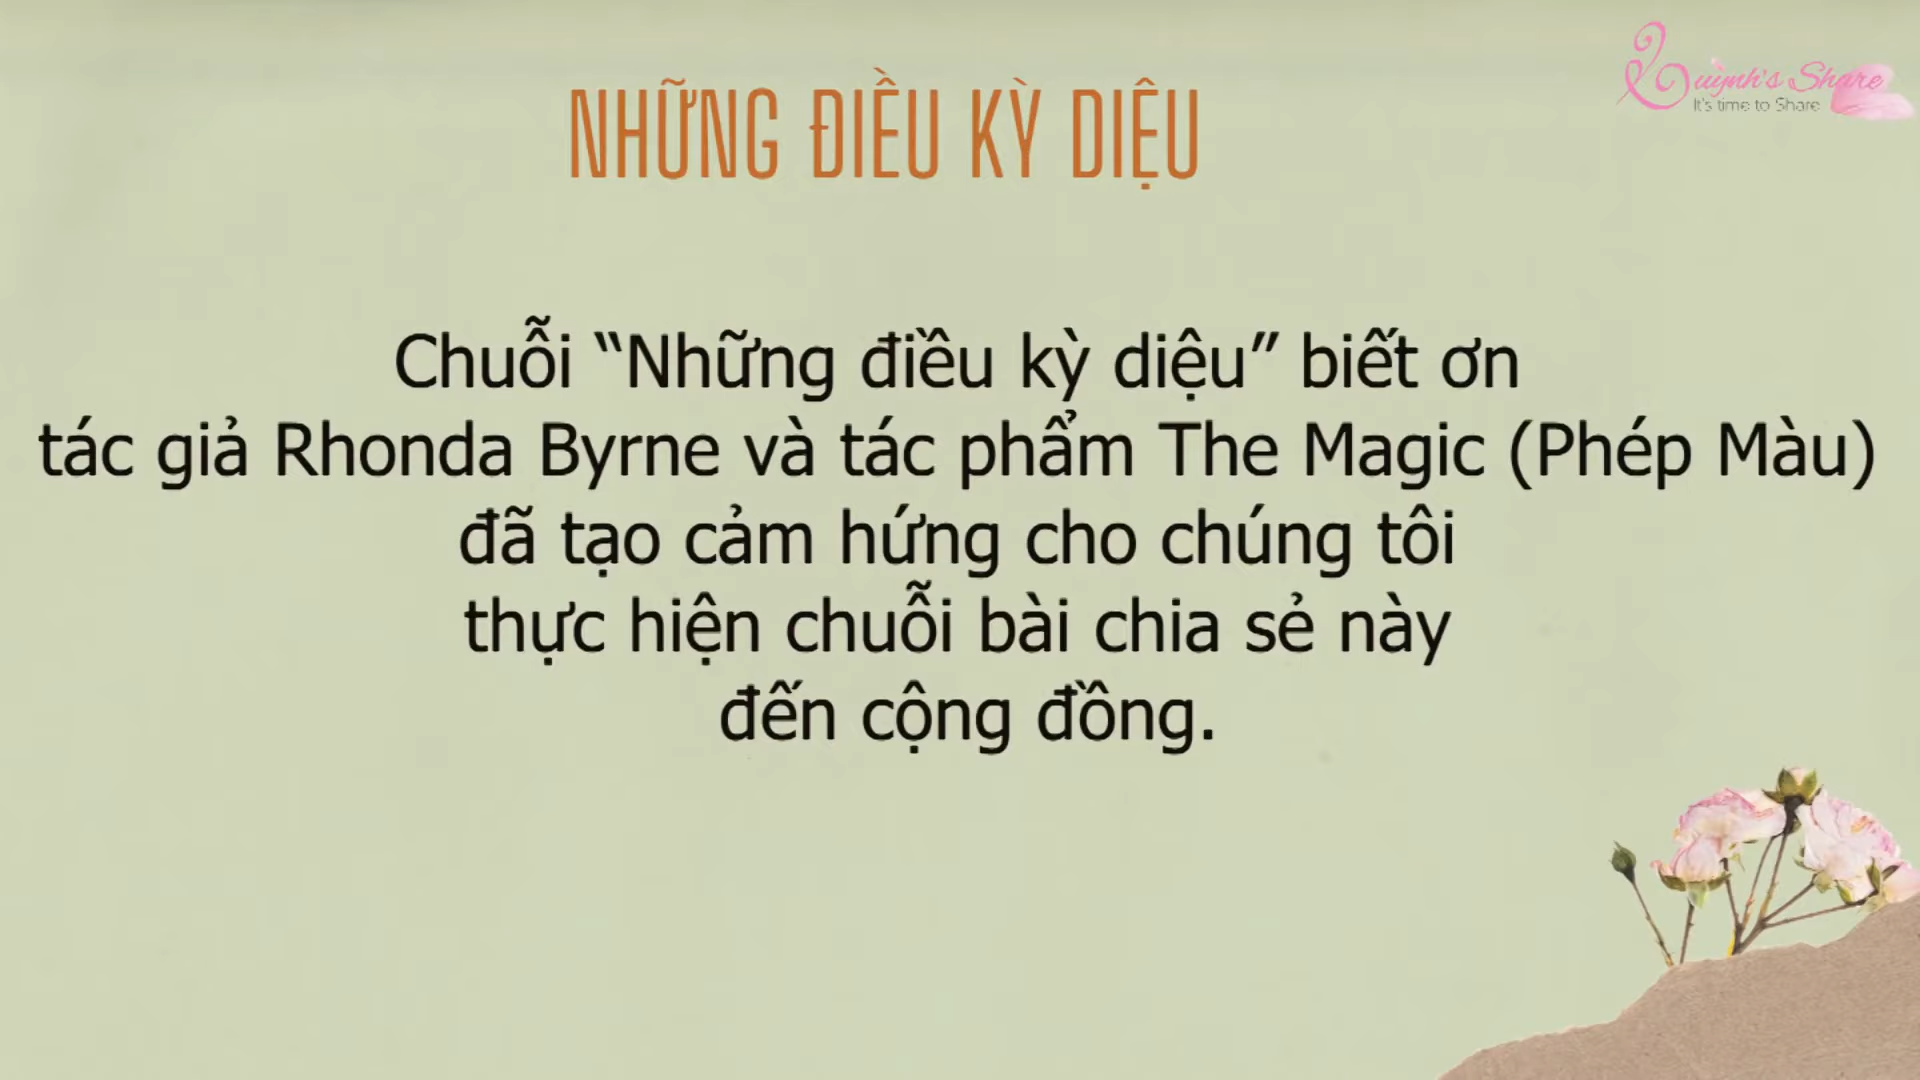 Quỳnh's Share
It's time to Share
NHỮNG ĐIỀU KỲ DIỆU
Chuỗi “Những điều kỳ diệu” biết ơn
tác giả Rhonda Byrne và tác phẩm The Magic (Phép Màu)
đã tạo cảm hứng cho chúng tôi
thực hiện chuỗi bài chia sẻ này
đến cộng đồng.